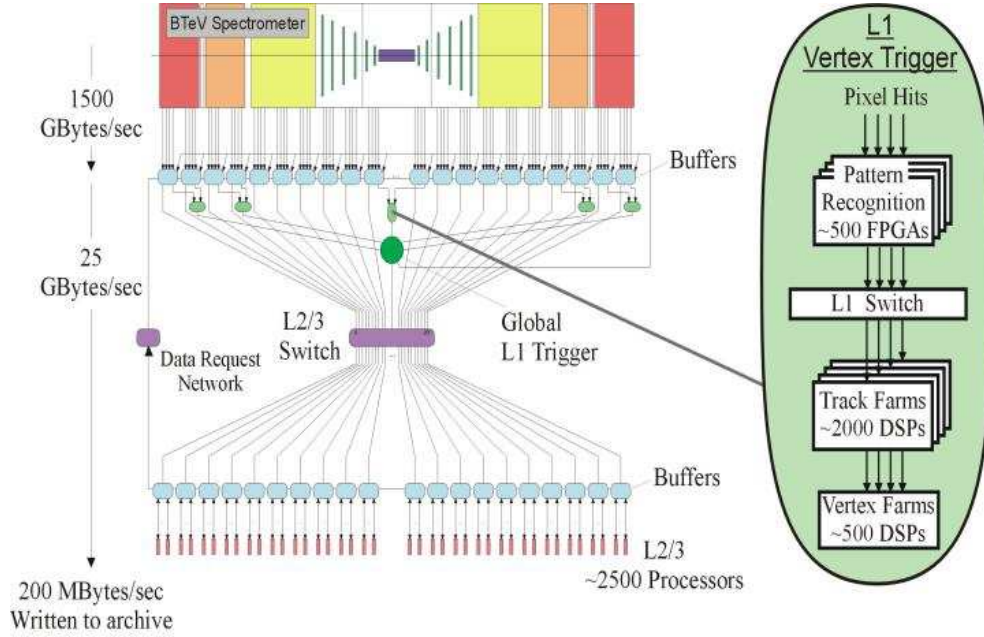 BTeV Spectrometer
1500
GBytes/sec
Buffers
25
GBytes/sec
L2/3
Switch
Global
L1 Trigger
Data Request
Network
Buffers
L2/3
~2500 Processors
200 MBytes/sec
Written to archive
L1
Vertex Trigger
Pixel Hits
Pattern
Recognition
~500 FPGAs
L1 Switch
Track Farms
~2000 DSPs
Vertex Farms
~500 DSPs